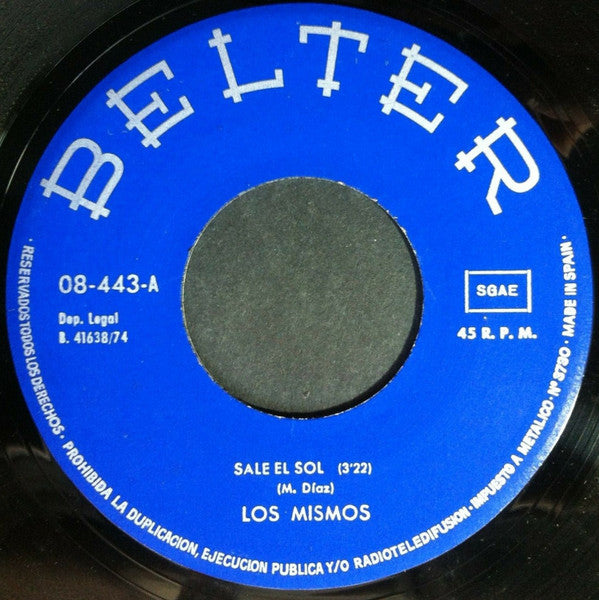 BELTER
08-443-A
Dep. Legal
B. 41638/74
SGAE
45 R. P. M.
SALE EL SOL (3'22)
(M. Díaz)
LOS MISMOS
· RESERVADOS TODOS LOS DERECHOS · PROHIBIDA LA DUPLICACION, EJECUCION PUBLICA Y/O RADIOTELEDIFUSION · IMPUESTO A METALICO · Nº 3780 · MADE IN SPAIN ·